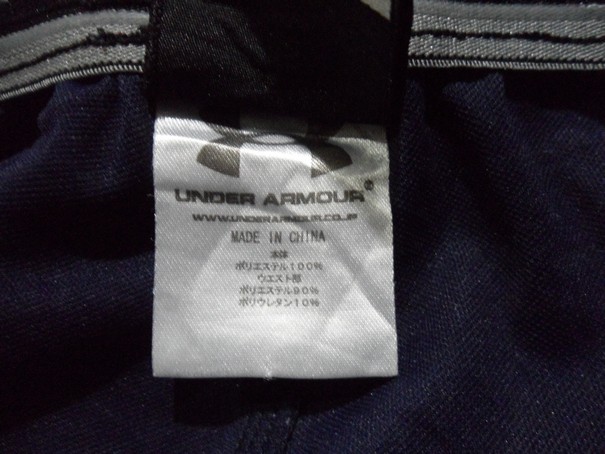 UNDER ARMOUR®
WWW.UNDERARMOUR.CO.JP
MADE IN CHINA
本体
ポリエステル100%
ウエスト部
ポリエステル90%
ポリウレタン10%